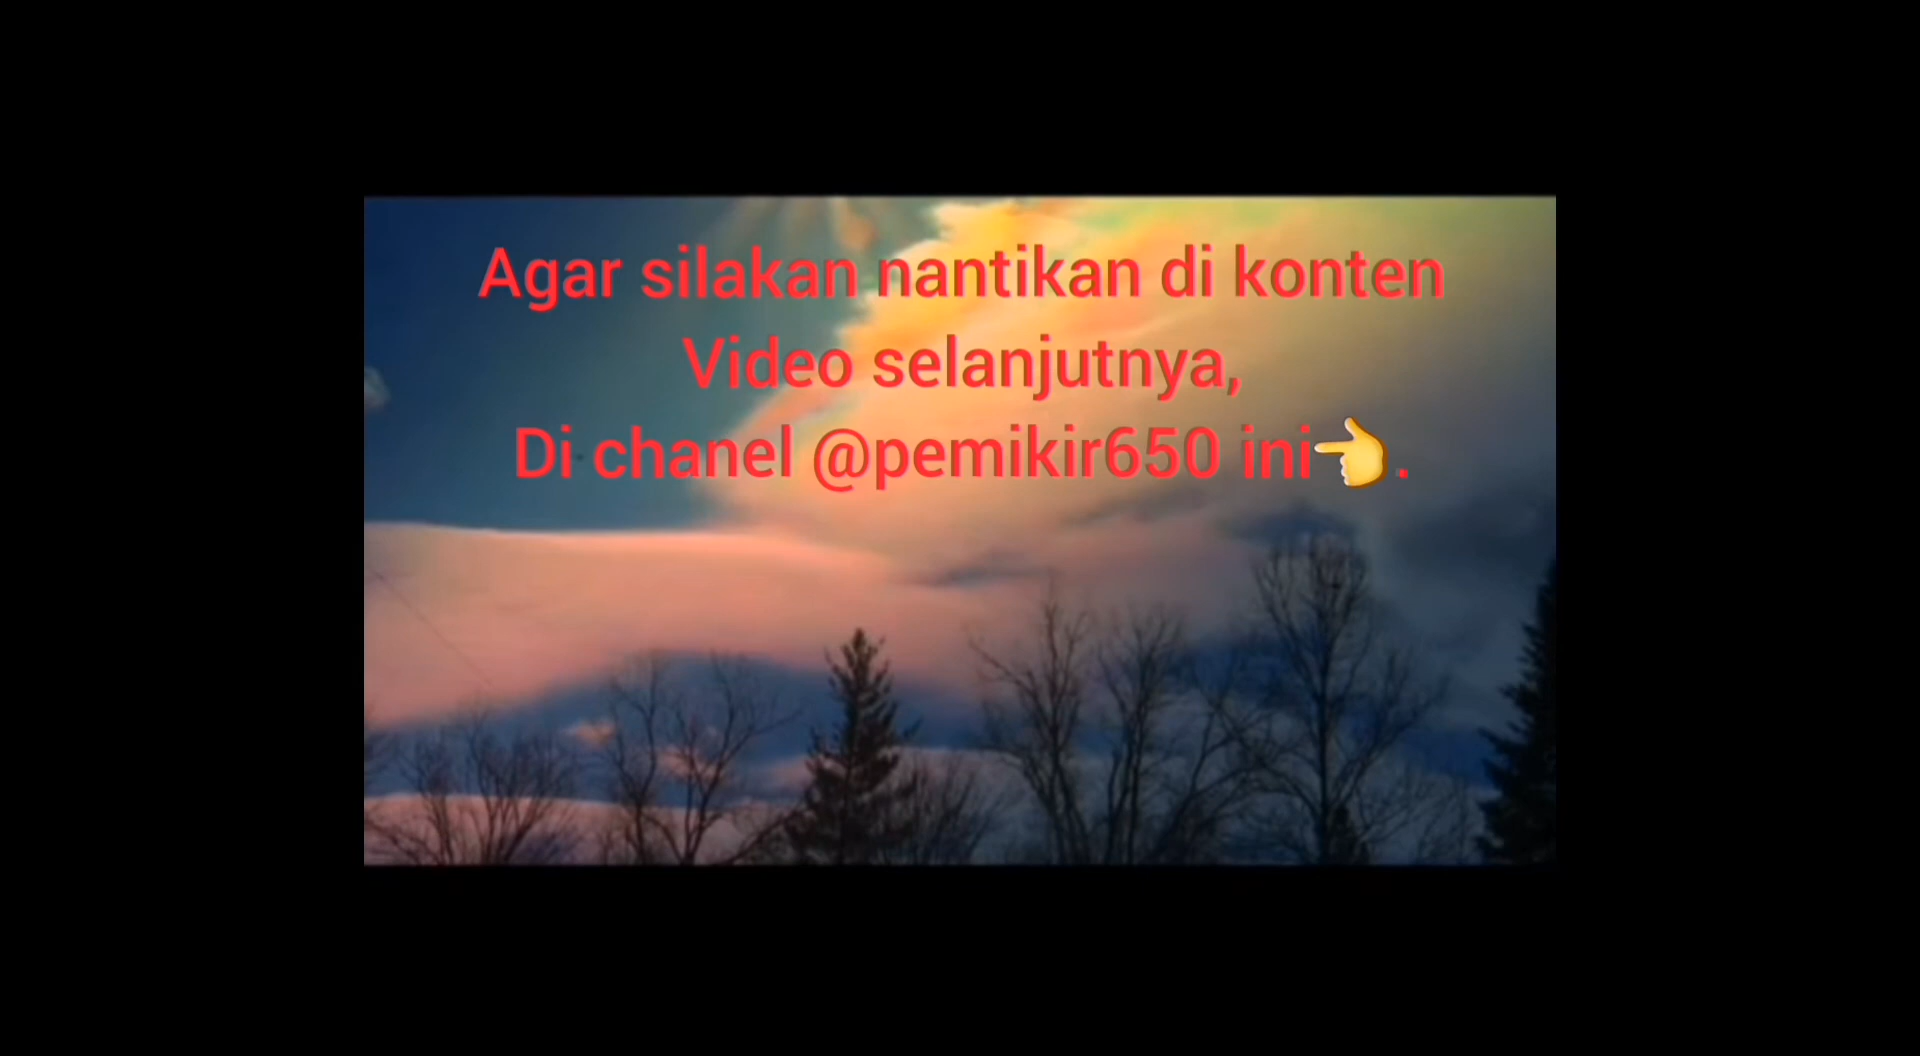 Agar silakan nantikan di konten
Video selanjutnya,
Di chanel @pemikir650 ini👈.